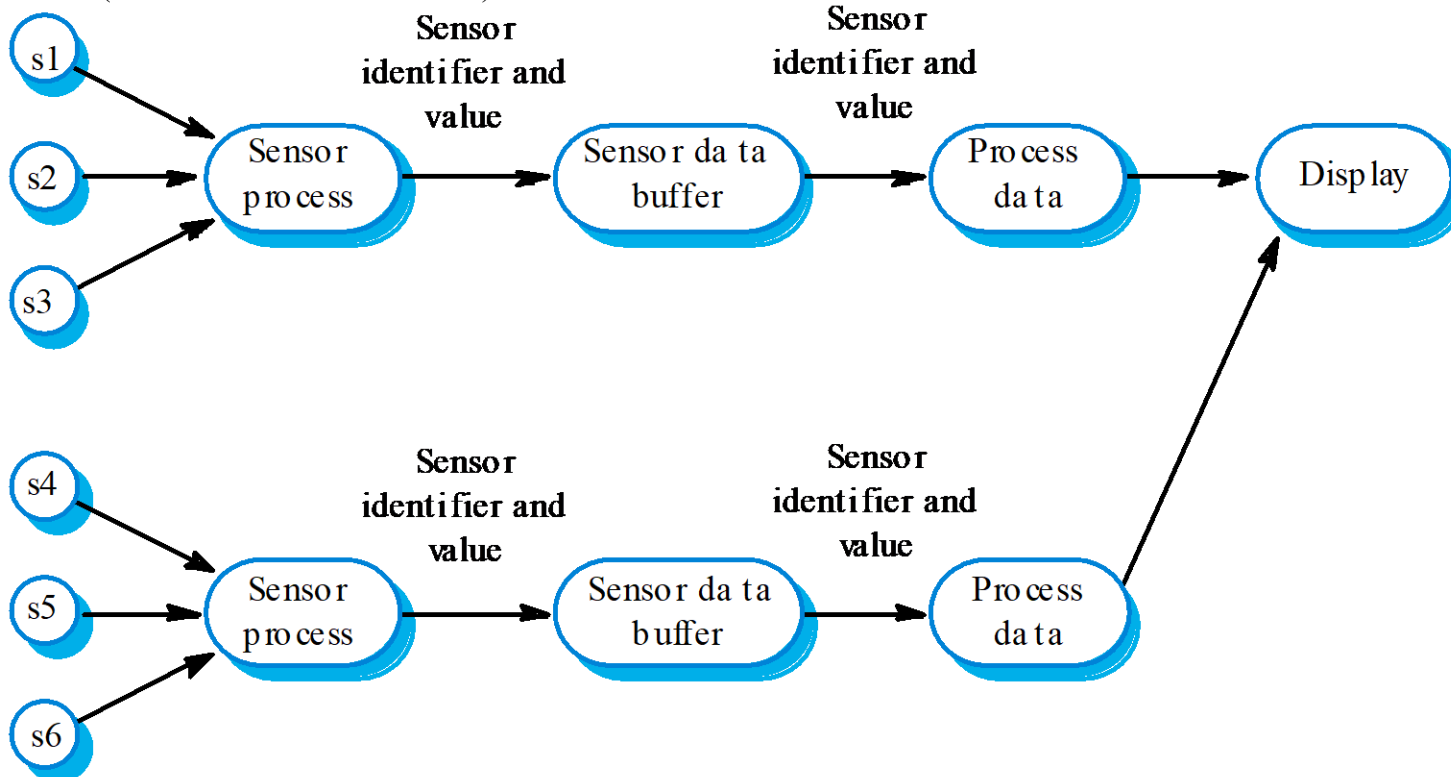 s1
Sensor
identifier and
value
Sensor
identifier and
value
s2
Sensor
process
Sensor data
buffer
Process
data
Display
s3
s4
Sensor
identifier and
value
Sensor
identifier and
value
s5
Sensor
process
Sensor data
buffer
Process
data
s6